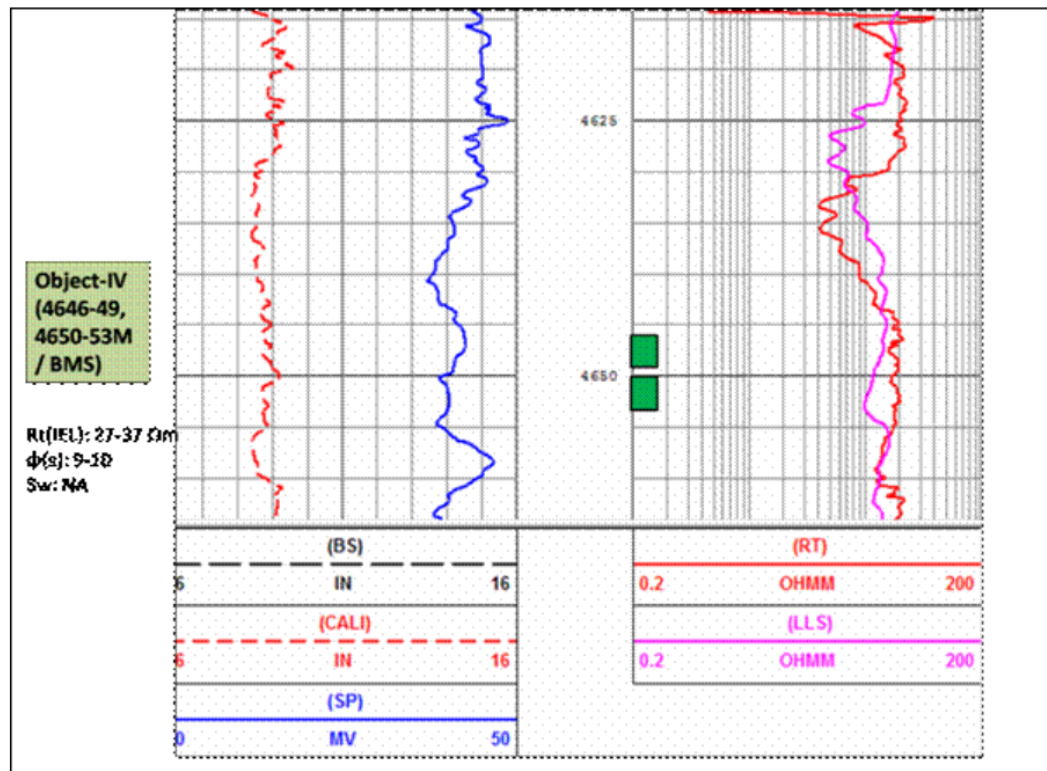 4625
Object-IV
(4646-49,
4650-53M
/ BMS)
4650
Rt(IEL): 27-37 Ωm
ϕ(s): 9-10
Sw: NA
(BS)
6 IN 16
(CALI)
6 IN 16
(SP)
0 MV 50
(RT)
0.2 OHMM 200
(LLS)
0.2 OHMM 200